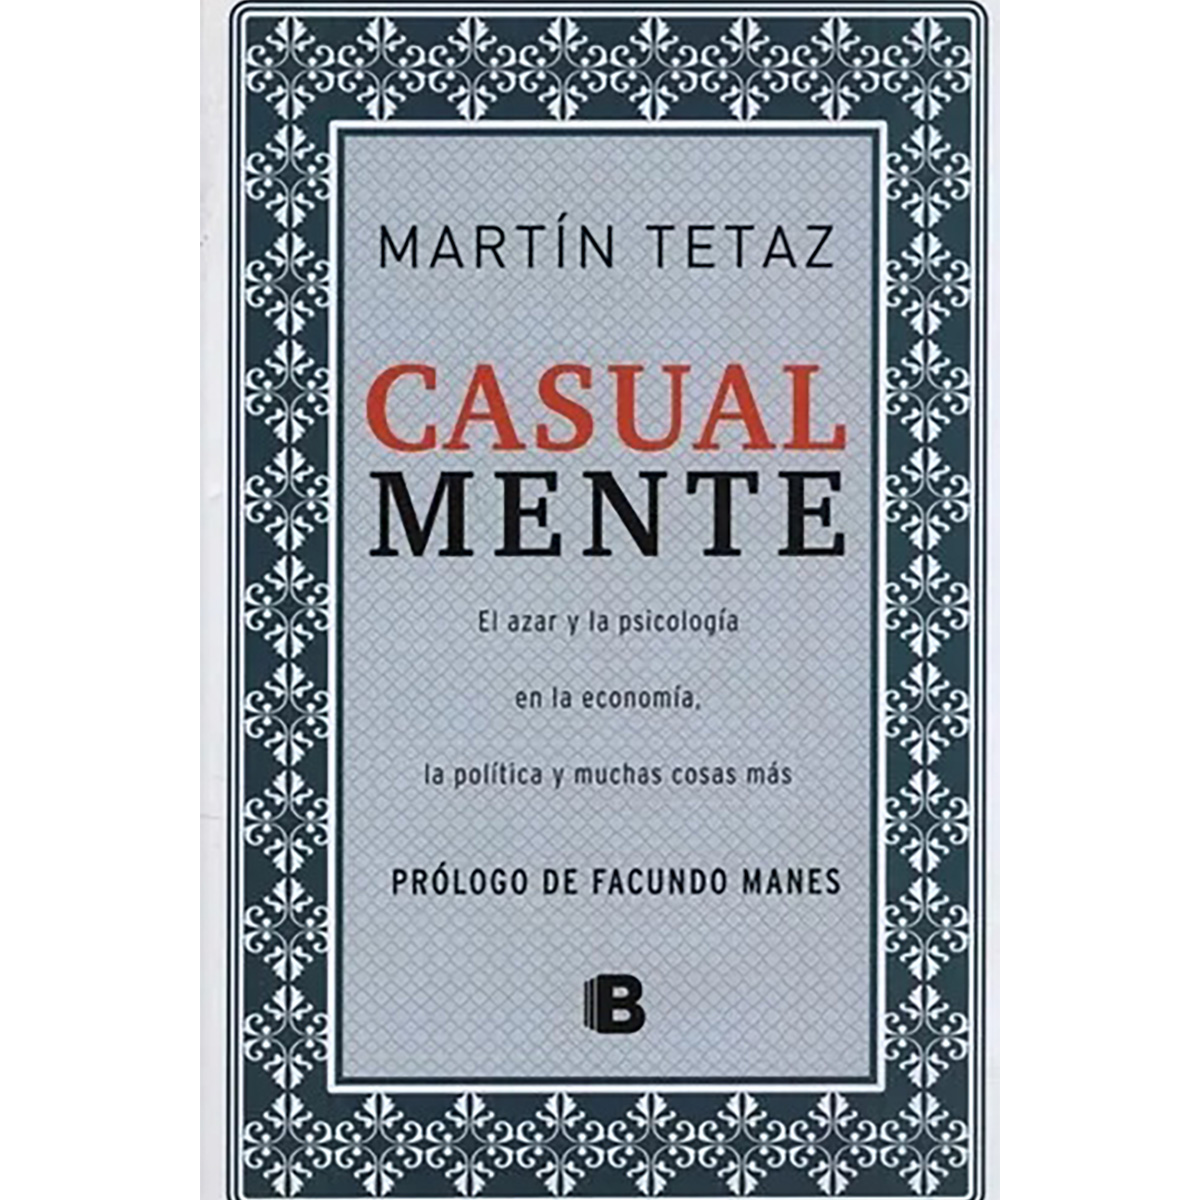 MARTÍN TETAZ
CASUAL
MENTE
El azar y la psicología
en la economía,
la política y muchas cosas más
PRÓLOGO DE FACUNDO MANES
B